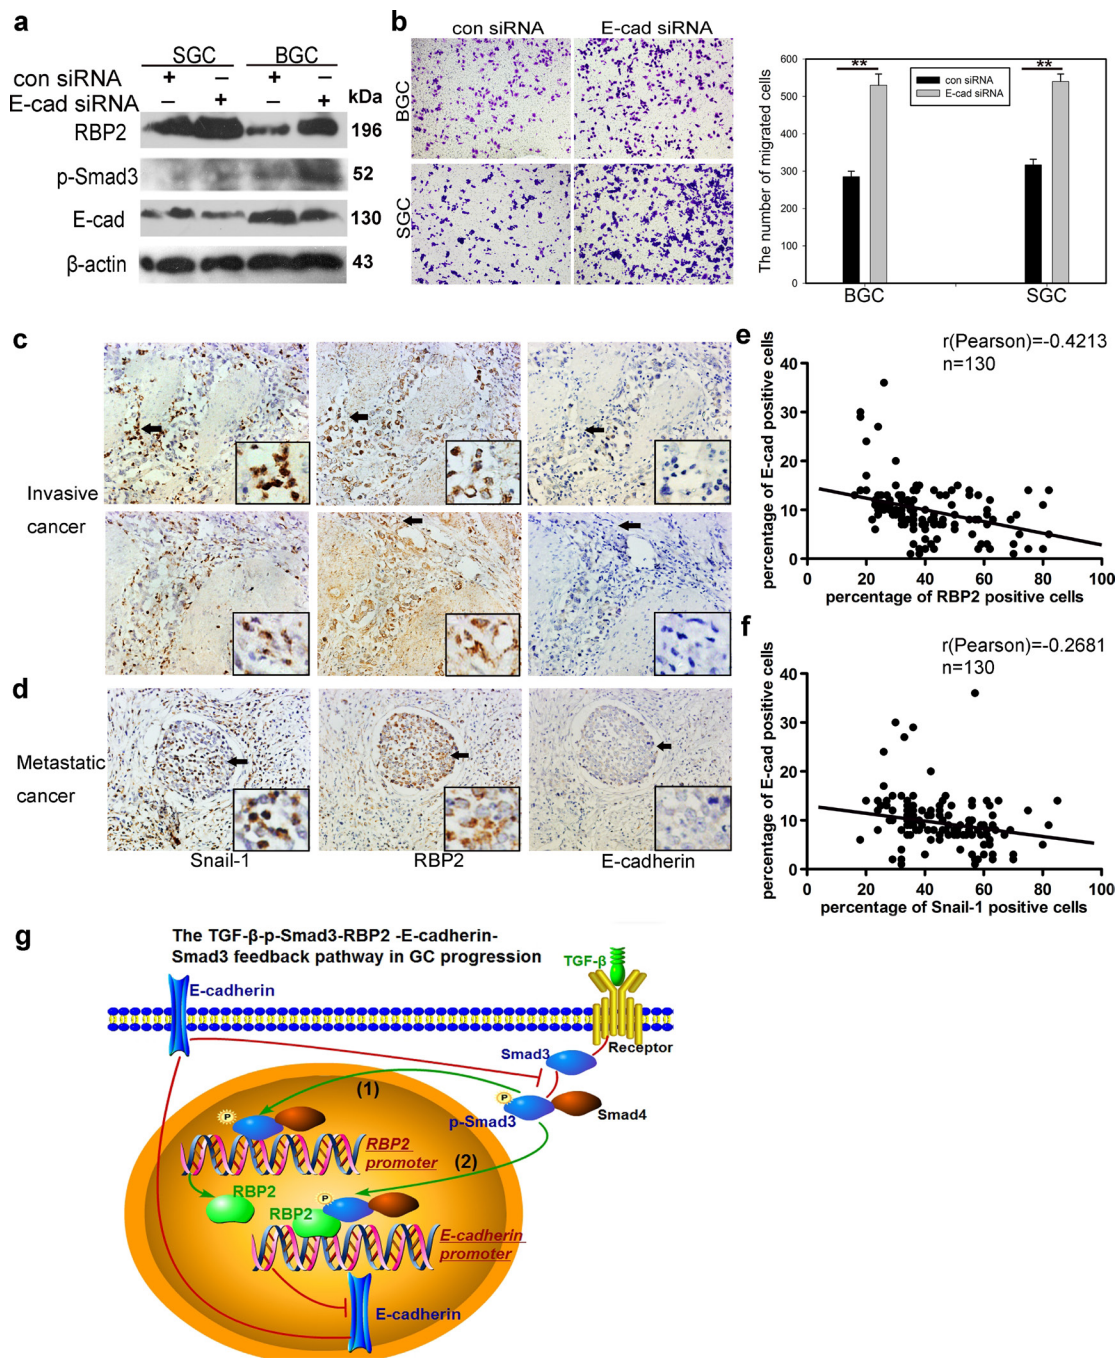 a
SGC BGC
con siRNA + − + −
E-cad siRNA − + − + kDa
RBP2 196
p-Smad3 52
E-cad 130
β-actin 43
b
con siRNA E-cad siRNA
BGC
SGC
The number of migrated cells
600
500
400
300
200
100
0
** **
con siRNA
E-cad siRNA
BGC SGC
c
Invasive
cancer
d
Metastatic
cancer
Snail-1 RBP2 E-cadherin
e
r(Pearson)=-0.4213
n=130
percentage of E-cad positive cells
40
30
20
10
0
0 20 40 60 80 100
percentage of RBP2 positive cells
f
r(Pearson)=-0.2681
n=130
percentage of E-cad positive cells
40
30
20
10
0
0 20 40 60 80 100
percentage of Snail-1 positive cells
g
The TGF-β-p-Smad3-RBP2 -E-cadherin-
Smad3 feedback pathway in GC progression
TGF-β
E-cadherin
Receptor
Smad3
P
p-Smad3
Smad4
(1)
P
RBP2
promoter
(2)
RBP2
P
RBP2
E-cadherin
promoter
E-cadherin